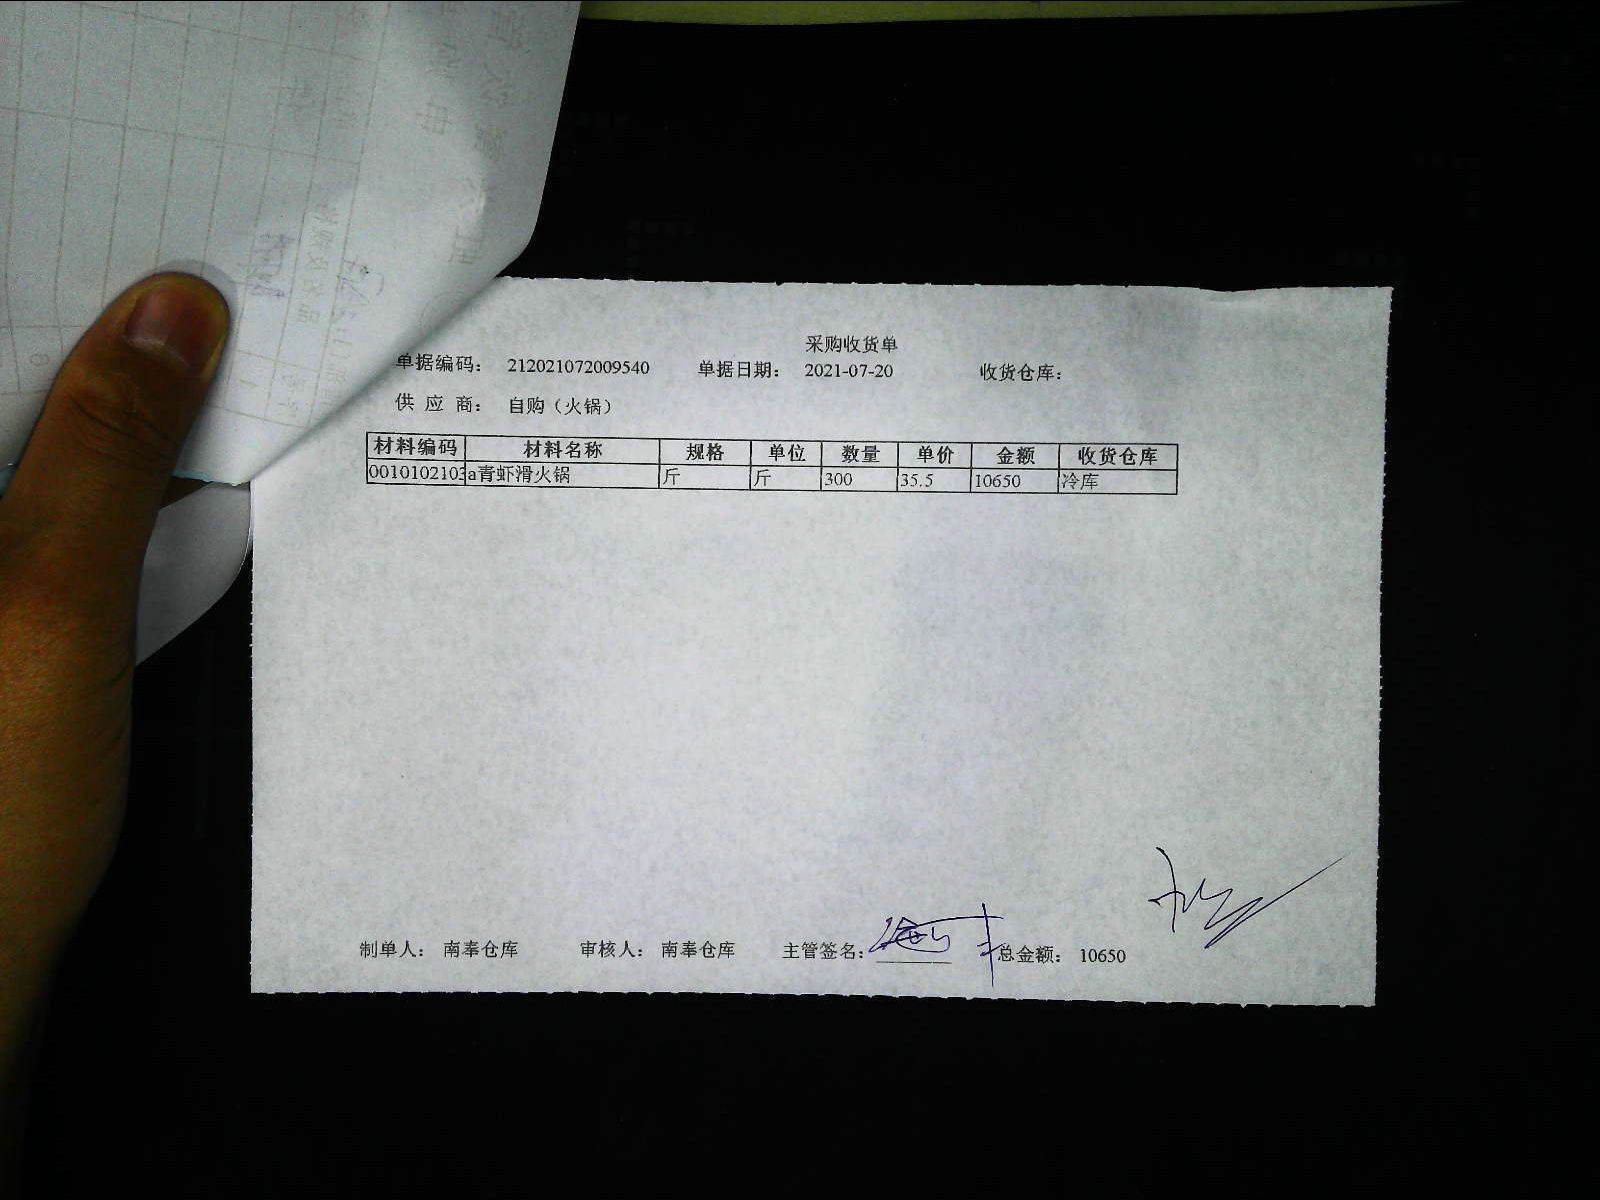 采购收货单
单据编码： 212021072009540 单据日期： 2021-07-20 收货仓库：
供 应 商： 自购（火锅）
材料编码 材料名称 规格 单位 数量 单价 金额 收货仓库
0010102103 a青虾滑火锅 斤 斤 300 35.5 10650 冷库
制单人： 南奉仓库 审核人： 南奉仓库 主管签名： 总金额： 10650